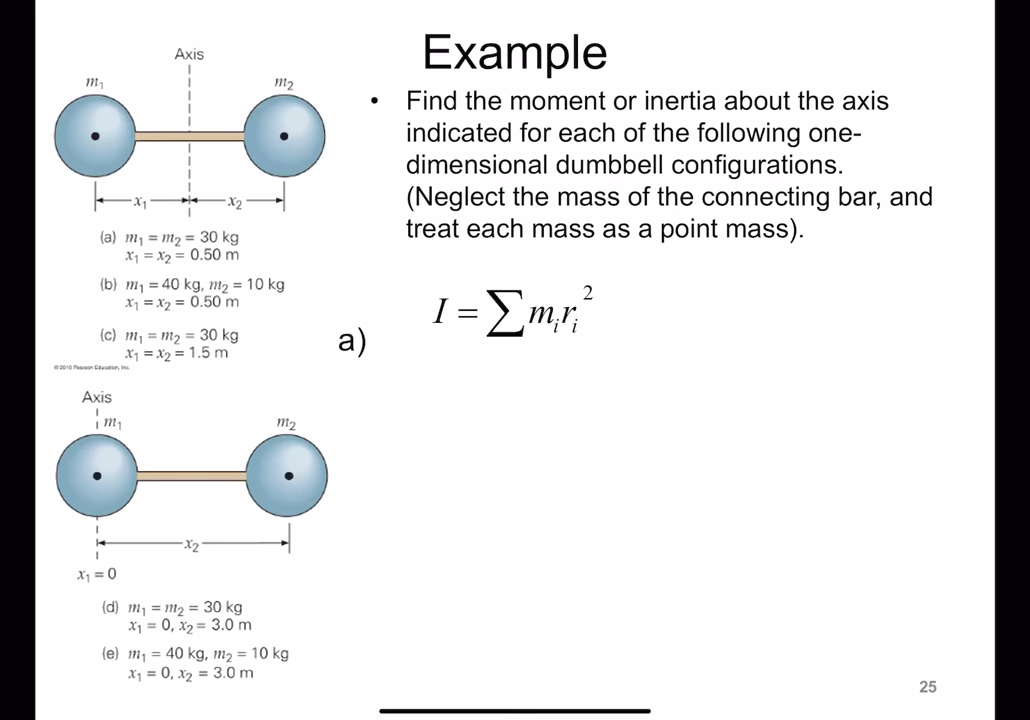 Example
Axis
m₁
m₂
x₁
x₂
(a) m₁ = m₂ = 30 kg
x₁ = x₂ = 0.50 m
(b) m₁ = 40 kg, m₂ = 10 kg
x₁ = x₂ = 0.50 m
(c) m₁ = m₂ = 30 kg
x₁ = x₂ = 1.5 m
© 2010 Pearson Education, Inc.
Axis
m₁
m₂
x₂
x₁ = 0
(d) m₁ = m₂ = 30 kg
x₁ = 0, x₂ = 3.0 m
(e) m₁ = 40 kg, m₂ = 10 kg
x₁ = 0, x₂ = 3.0 m
• Find the moment or inertia about the axis
indicated for each of the following one-
dimensional dumbbell configurations.
(Neglect the mass of the connecting bar, and
treat each mass as a point mass).
I = ∑ mᵢrᵢ²
a)
25